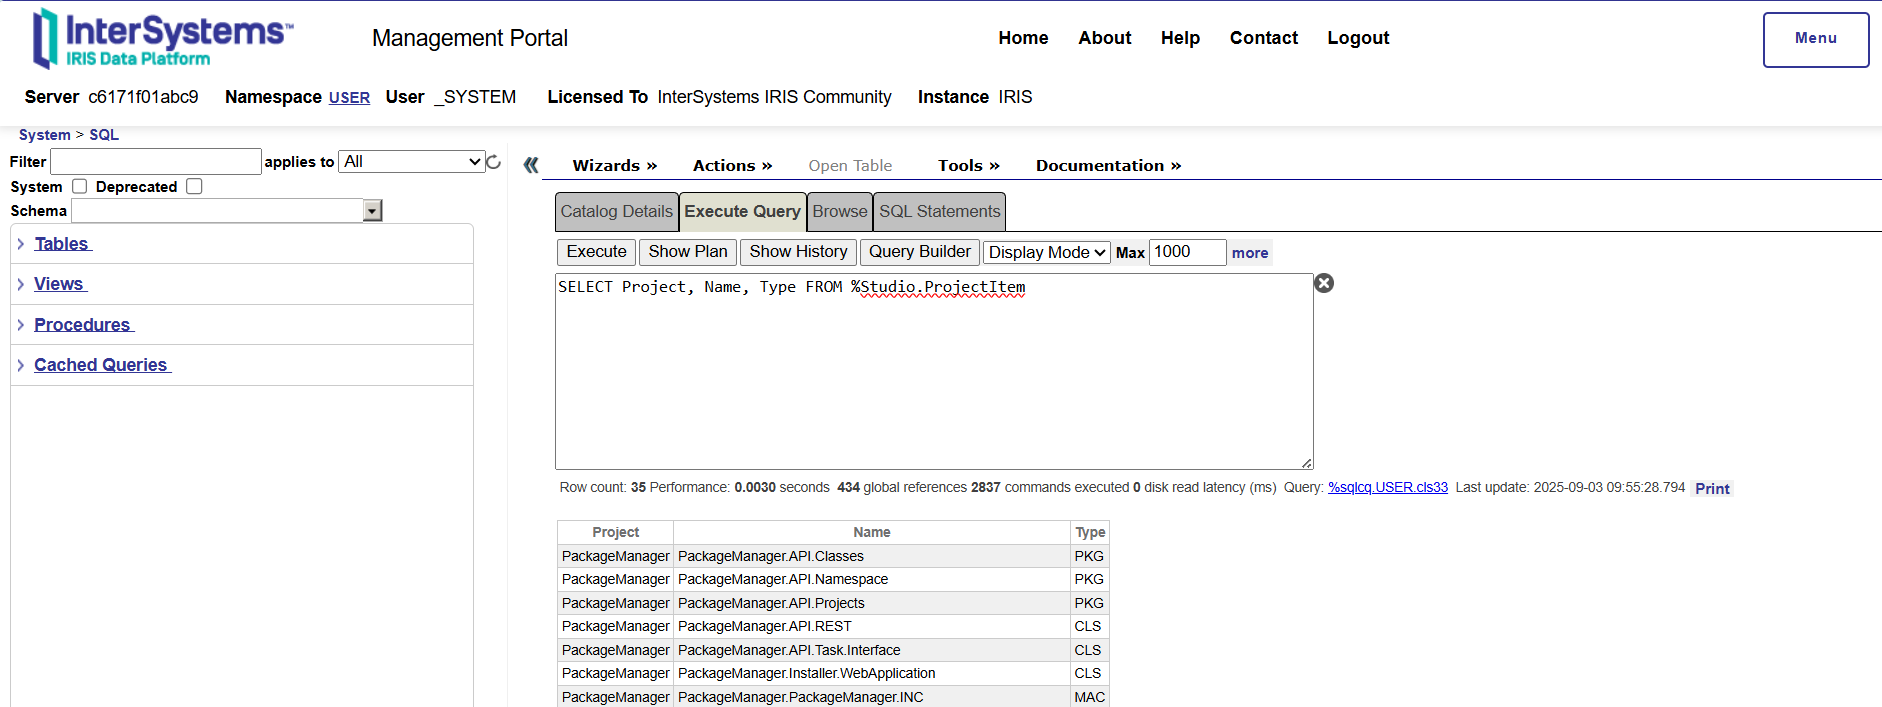 InterSystems™
IRIS Data Platform
Management Portal
Home About Help Contact Logout
Menu
Server c6171f01abc9 Namespace USER User _SYSTEM Licensed To InterSystems IRIS Community Instance IRIS
System > SQL
Filter applies to All
System Deprecated
Schema
Tables
Views
Procedures
Cached Queries
Wizards » Actions » Open Table Tools » Documentation »
Catalog Details Execute Query Browse SQL Statements
Execute Show Plan Show History Query Builder Display Mode Max 1000 more
SELECT Project, Name, Type FROM %Studio.ProjectItem
Row count: 35 Performance: 0.0030 seconds 434 global references 2837 commands executed 0 disk read latency (ms) Query: %sqlcq.USER.cls33 Last update: 2025-09-03 09:55:28.794 Print
Project Name Type
PackageManager PackageManager.API.Classes PKG
PackageManager PackageManager.API.Namespace PKG
PackageManager PackageManager.API.Projects PKG
PackageManager PackageManager.API.REST CLS
PackageManager PackageManager.API.Task.Interface CLS
PackageManager PackageManager.Installer.WebApplication CLS
PackageManager PackageManager.PackageManager.INC MAC